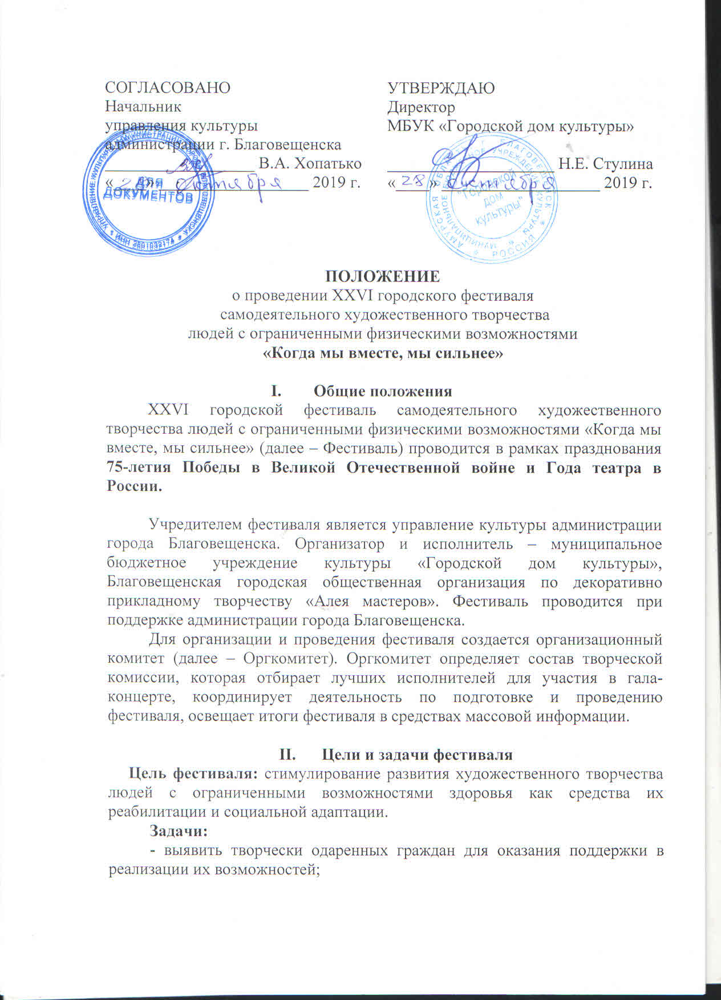 СОГЛАСОВАНО
Начальник
управления культуры
администрации г. Благовещенска
В.А. Хопатько
«28» октября 2019 г.
ДЛЯ
ДОКУМЕНТОВ
УТВЕРЖДАЮ
Директор
МБУК «Городской дом культуры»
Н.Е. Стулина
«28» октября 2019 г.
"Городской
дом
культуры"
ПОЛОЖЕНИЕ
о проведении XXVI городского фестиваля
самодеятельного художественного творчества
людей с ограниченными физическими возможностями
«Когда мы вместе, мы сильнее»
I. Общие положения
XXVI городской фестиваль самодеятельного художественного
творчества людей с ограниченными физическими возможностями «Когда мы
вместе, мы сильнее» (далее – Фестиваль) проводится в рамках празднования
75-летия Победы в Великой Отечественной войне и Года театра в
России.
Учредителем фестиваля является управление культуры администрации
города Благовещенска. Организатор и исполнитель – муниципальное
бюджетное учреждение культуры «Городской дом культуры»,
Благовещенская городская общественная организация по декоративно
прикладному творчеству «Алея мастеров». Фестиваль проводится при
поддержке администрации города Благовещенска.
Для организации и проведения фестиваля создается организационный
комитет (далее – Оргкомитет). Оргкомитет определяет состав творческой
комиссии, которая отбирает лучших исполнителей для участия в гала-
концерте, координирует деятельность по подготовке и проведению
фестиваля, освещает итоги фестиваля в средствах массовой информации.
II. Цели и задачи фестиваля
Цель фестиваля: стимулирование развития художественного творчества
людей с ограниченными возможностями здоровья как средства их
реабилитации и социальной адаптации.
Задачи:
- выявить творчески одаренных граждан для оказания поддержки в
реализации их возможностей;